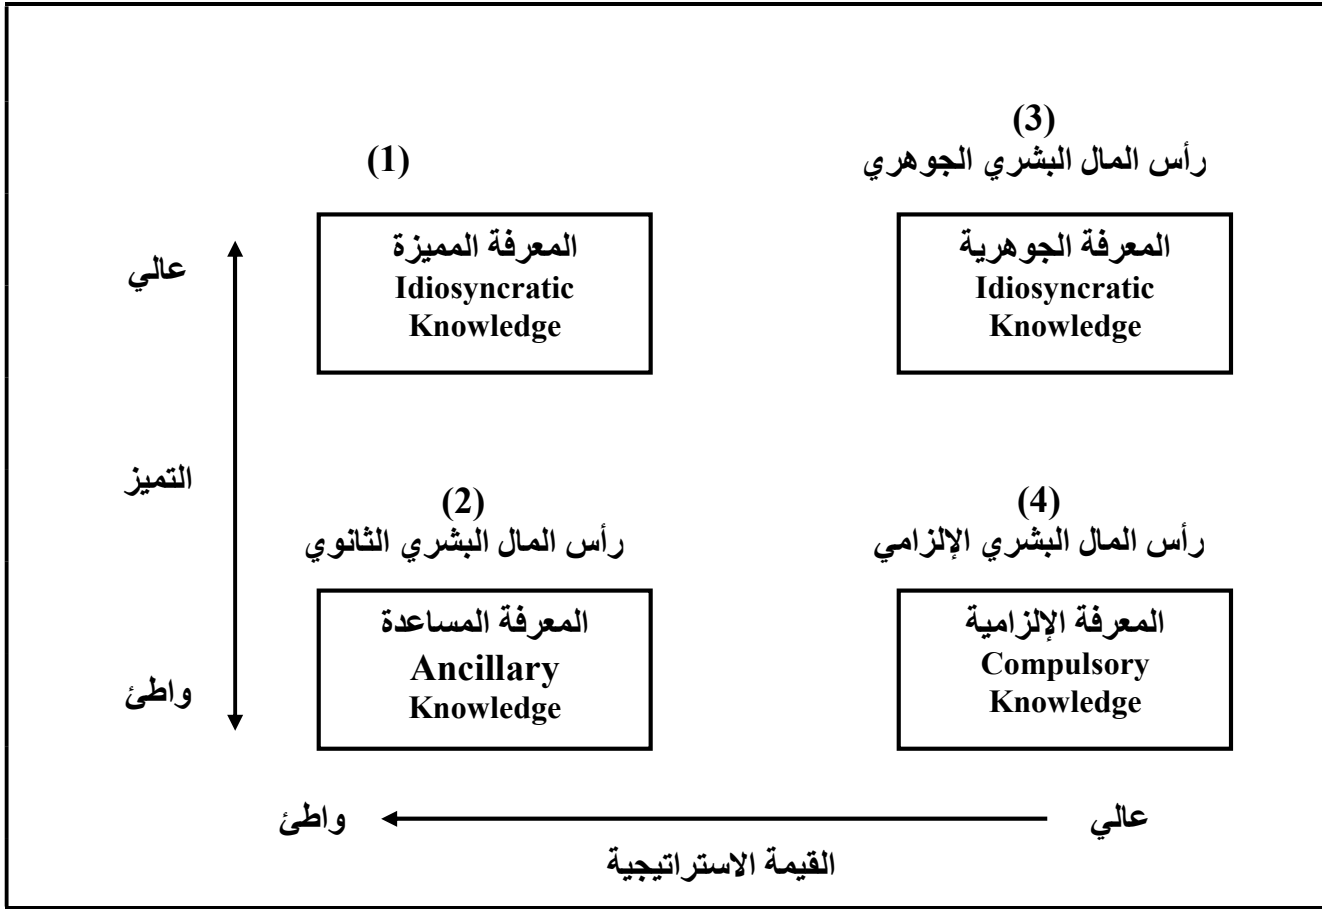 (3)
رأس المال البشري الجوهري
(1)
المعرفة الجوهرية
Idiosyncratic
Knowledge
المعرفة المميزة
Idiosyncratic
Knowledge
عالي
التميز
(4)
رأس المال البشري الإلزامي
(2)
رأس المال البشري الثانوي
المعرفة الإلزامية
Compulsory
Knowledge
المعرفة المساعدة
Ancillary
Knowledge
واطئ
عالي
واطئ
القيمة الاستراتيجية